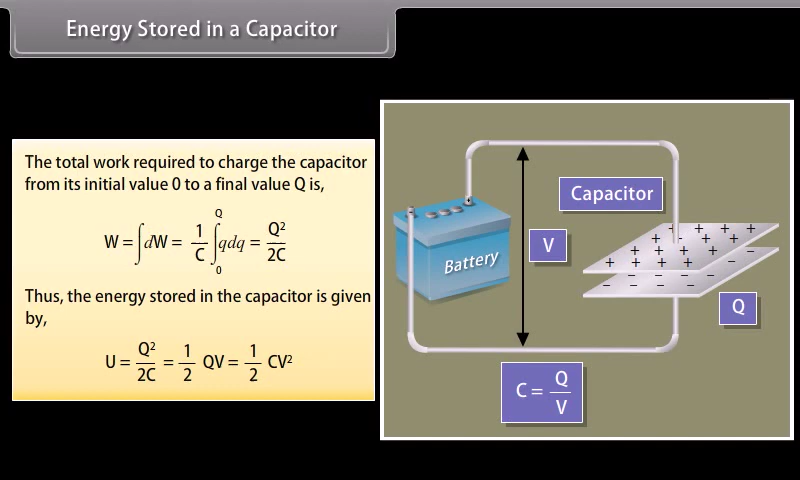 Energy Stored in a Capacitor
The total work required to charge the capacitor
from its initial value 0 to a final value Q is,
W = ∫dW = 1/C ∫₀Q qdq = Q²/2C
Thus, the energy stored in the capacitor is given
by,
U = Q²/2C = 1/2 QV = 1/2 CV²
Capacitor
V
Battery
Q
C = Q/V